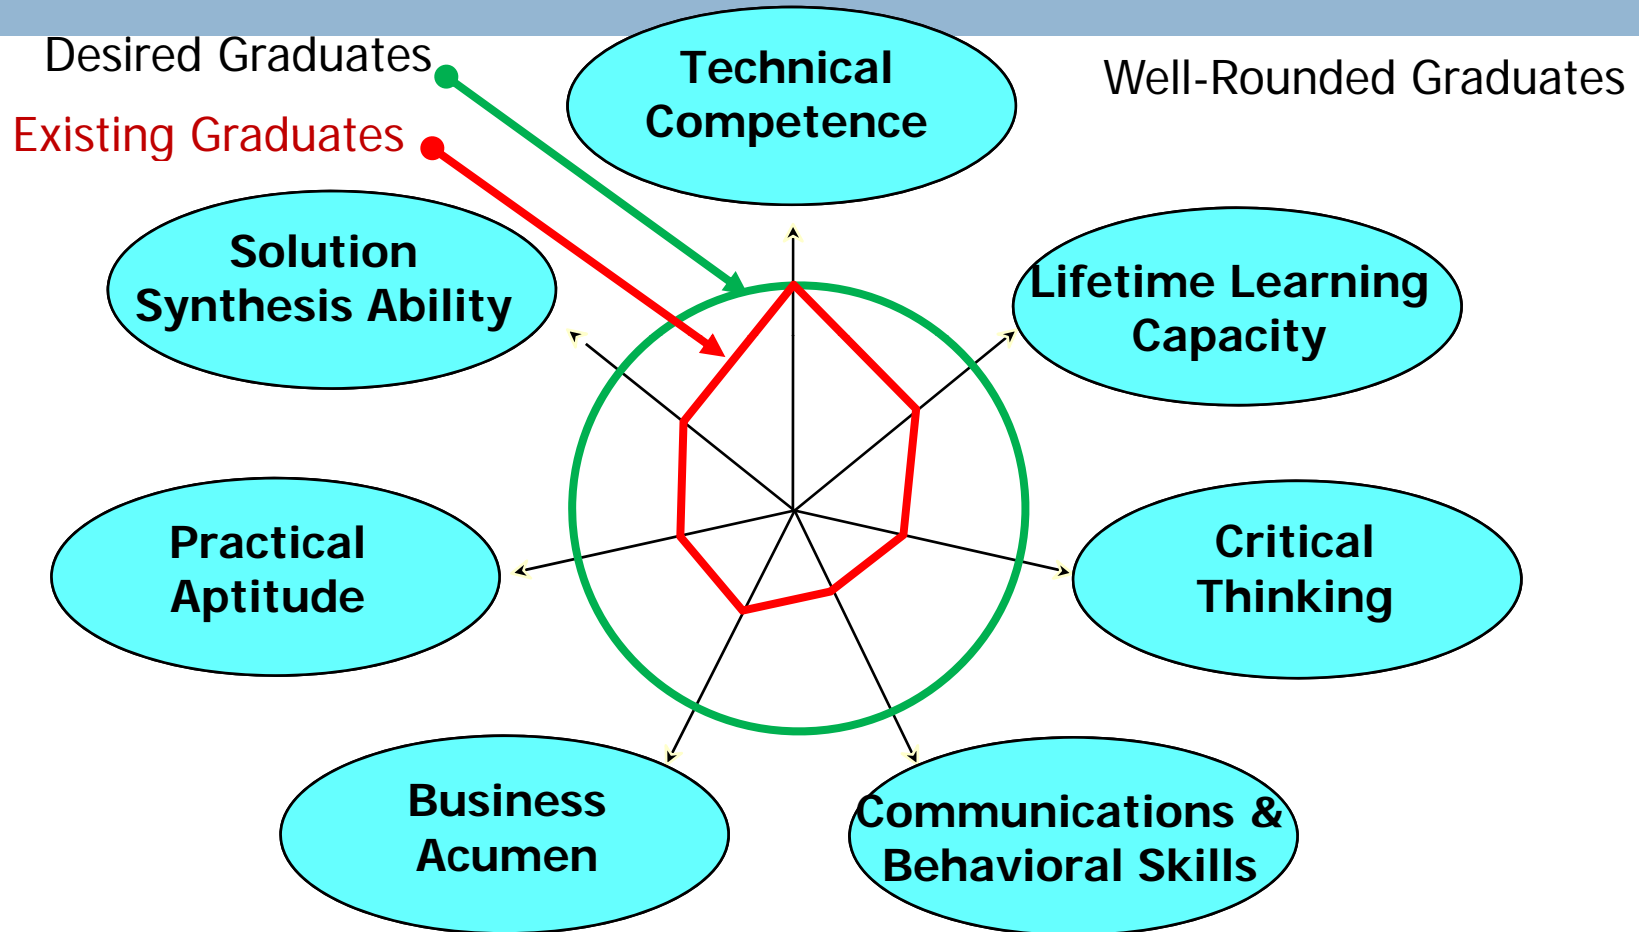 Desired Graduates
Existing Graduates
Well-Rounded Graduates
Technical
Competence
Solution
Synthesis Ability
Lifetime Learning
Capacity
Practical
Aptitude
Critical
Thinking
Business
Acumen
Communications &
Behavioral Skills